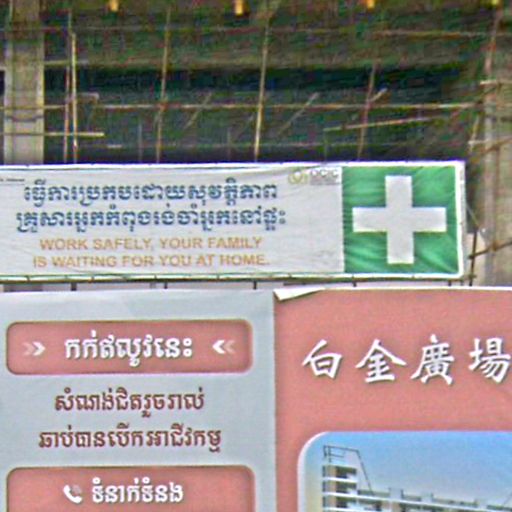 ធ្វើការប្រកបដោយសុវត្ថិភាព
គ្រួសារអ្នកកំពុងរង់ចាំអ្នកនៅផ្ទះ
WORK SAFELY, YOUR FAMILY
IS WAITING FOR YOU AT HOME.
កក់ឥលូវនេះ
សំណង់ជិតរួចរាល់
ឆាប់បានបើកអាជីវកម្ម
ទំនាក់ទំនង
白金廣場